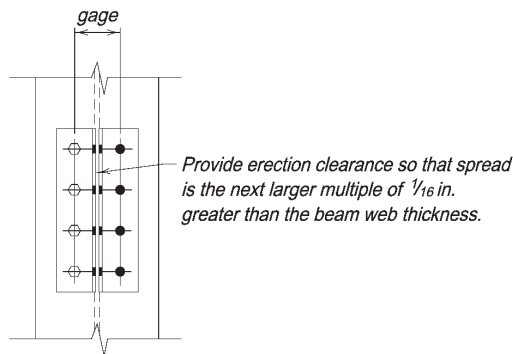 gage
Provide erection clearance so that spread
is the next larger multiple of 1/16 in.
greater than the beam web thickness.